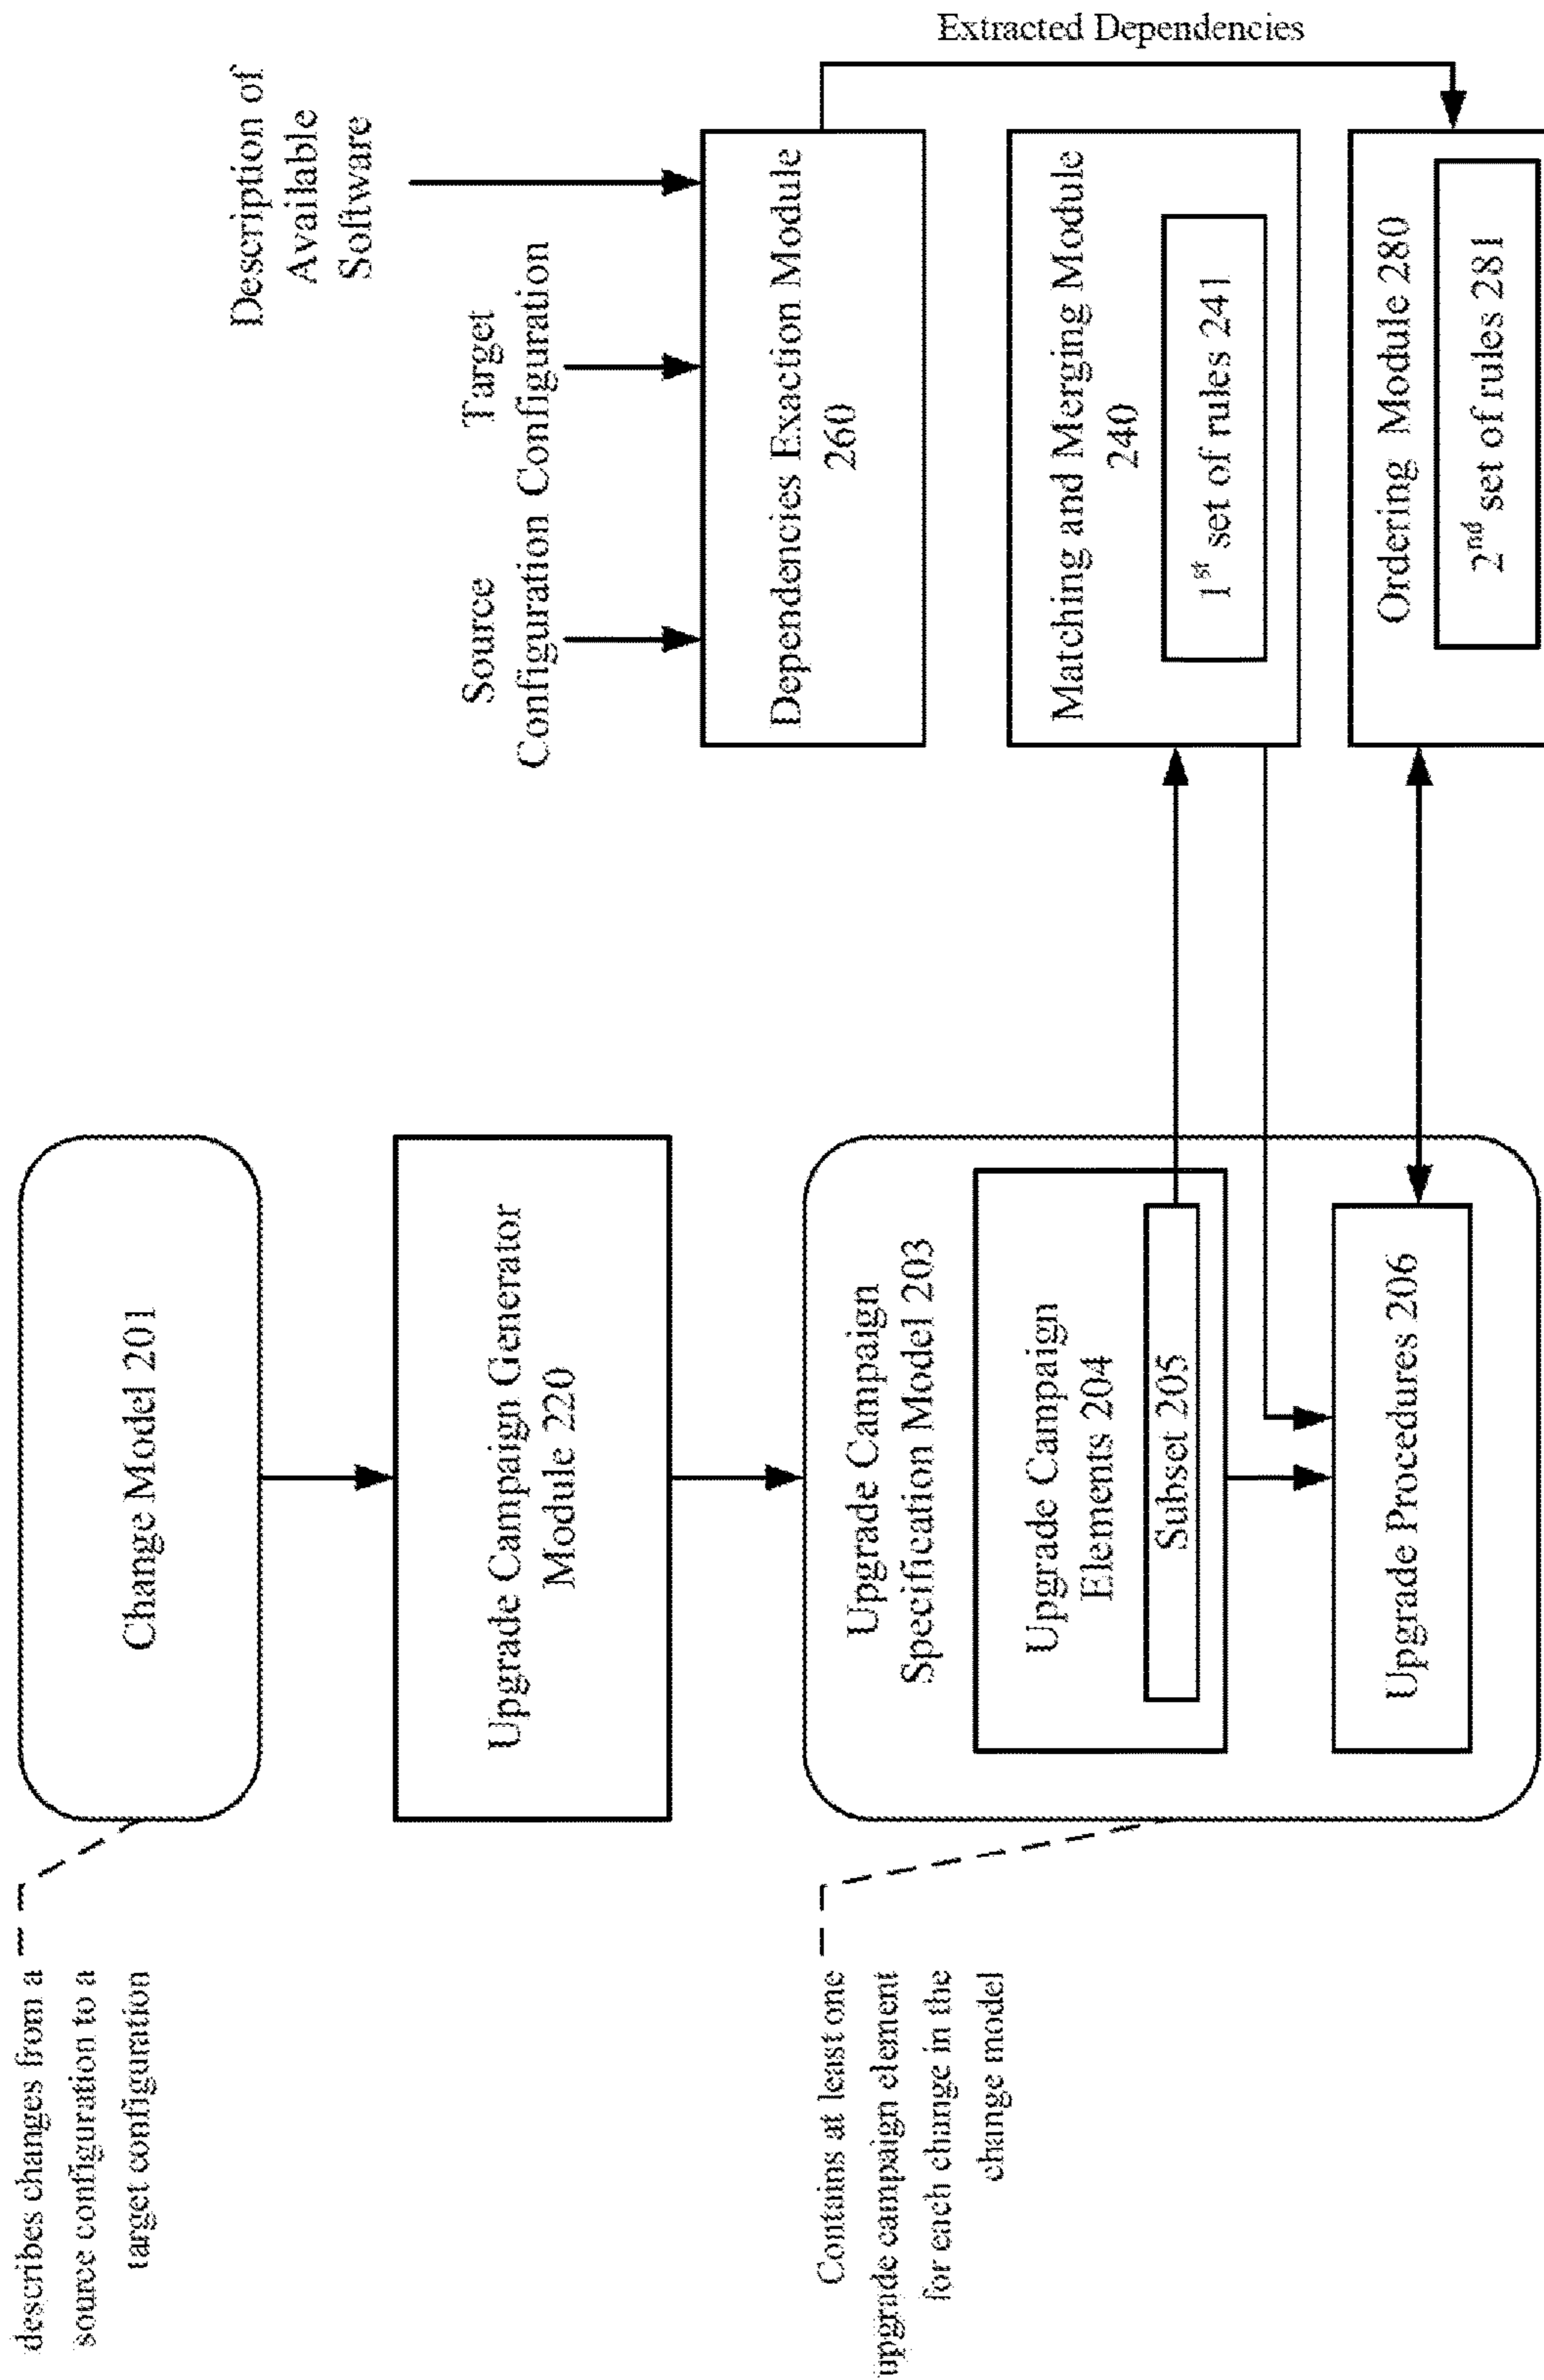 describes changes from a
source configuration to a
target configuration
Change Model 201
Upgrade Campaign Generator
Module 220
Contains at least one
upgrade campaign element
for each change in the
change model
Upgrade Campaign
Specification Model 203
Upgrade Campaign
Elements 204
Subset 205
Upgrade Procedures 206
Source
Configuration
Target
Configuration
Description of
Available
Software
Dependencies Exaction Module
260
Extracted Dependencies
Matching and Merging Module
240
1st set of rules 241
Ordering Module 280
2nd set of rules 281